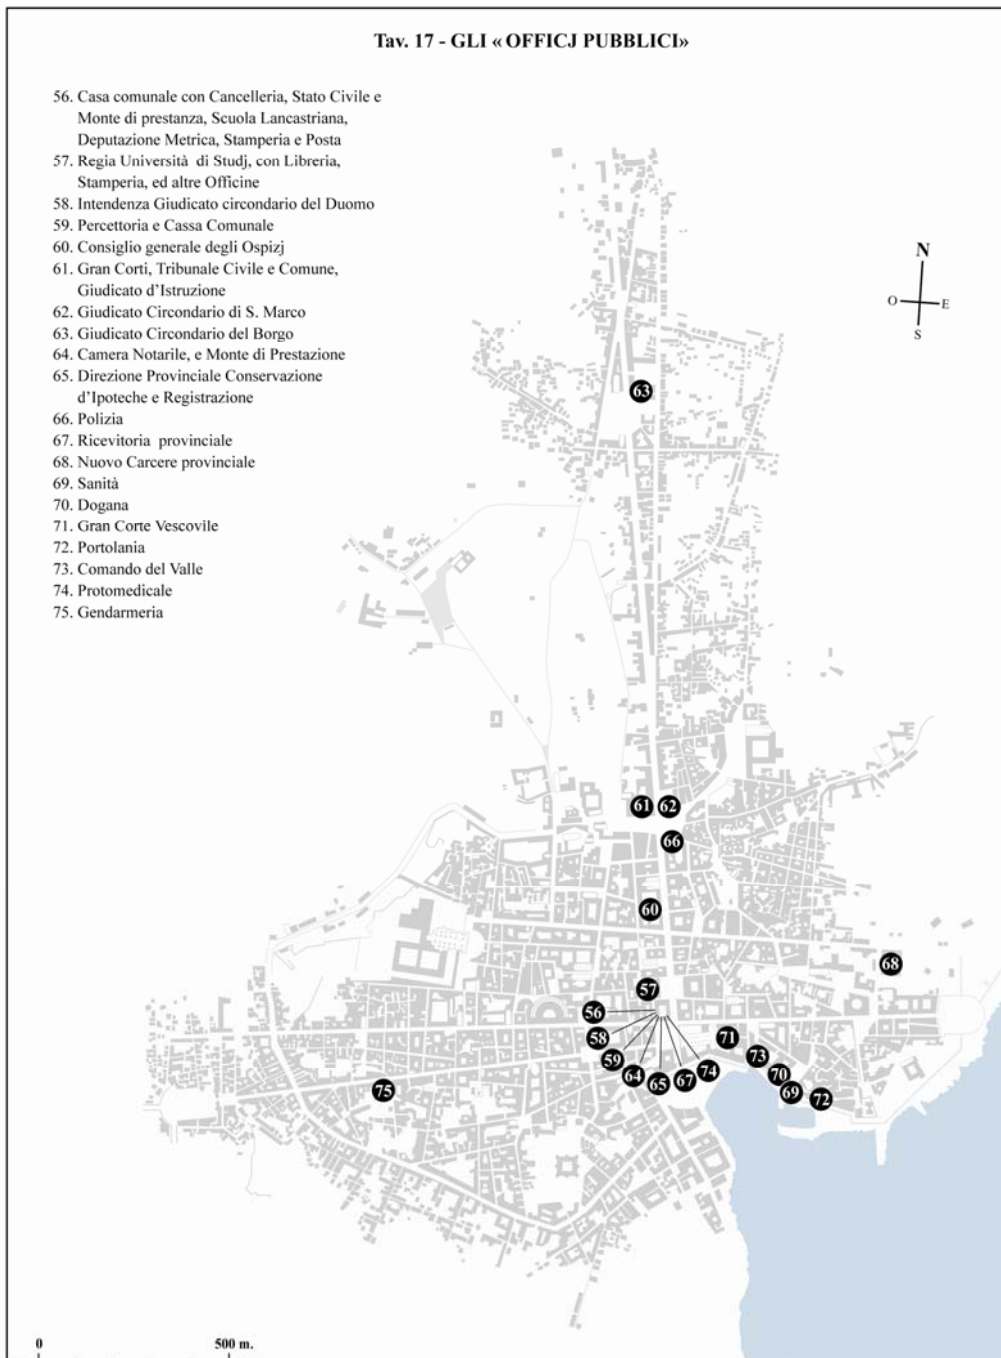 Tav. 17 - GLI « OFFICJ PUBBLICI»
56. Casa comunale con Cancelleria, Stato Civile e
Monte di prestanza, Scuola Lancastriana,
Deputazione Metrica, Stamperia e Posta
57. Regia Università di Studj, con Libreria,
Stamperia, ed altre Officine
58. Intendenza Giudicato circondario del Duomo
59. Percettoria e Cassa Comunale
60. Consiglio generale degli Ospizj
61. Gran Corti, Tribunale Civile e Comune,
Giudicato d'Istruzione
62. Giudicato Circondario di S. Marco
63. Giudicato Circondario del Borgo
64. Camera Notarile, e Monte di Prestazione
65. Direzione Provinciale Conservazione
d'Ipoteche e Registrazione
66. Polizia
67. Ricevitoria provinciale
68. Nuovo Carcere provinciale
69. Sanità
70. Dogana
71. Gran Corte Vescovile
72. Portolania
73. Comando del Valle
74. Protomedicale
75. Gendarmeria
N
O E
S
63
61 62
66
60
68
57
56
58
71
59
73
64
65
67
74
70
69
72
75
0 500 m.